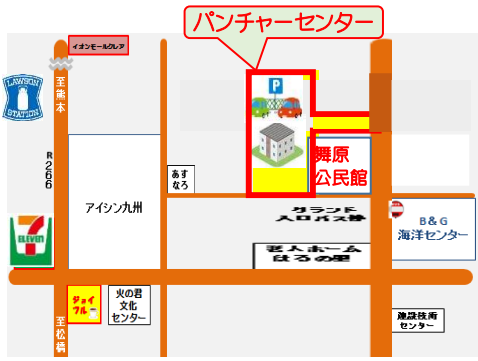 パンチャーセンター
イオンモールクレア
至熊本
LAWSON
STATION
P
舞原
公民館
R266
あす
なろ
アイシン九州
グランド
入口バス停
B&G
海洋センター
ELEVEN
老人ホーム
はるの里
ジョイ
フル
火の君
文化
センター
建設技術
センター
至松橋